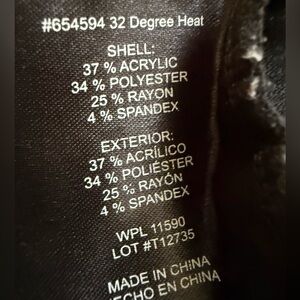 #654594 32 Degree Heat
SHELL:
37 % ACRYLIC
34 % POLYESTER
25 % RAYON
4 % SPANDEX
EXTERIOR:
37 % ACRÍLICO
34 % POLIÉSTER
25 % RAYÓN
4 % SPANDEX
WPL 11590
LOT #T12735
MADE IN CHINA
HECHO EN CHINA